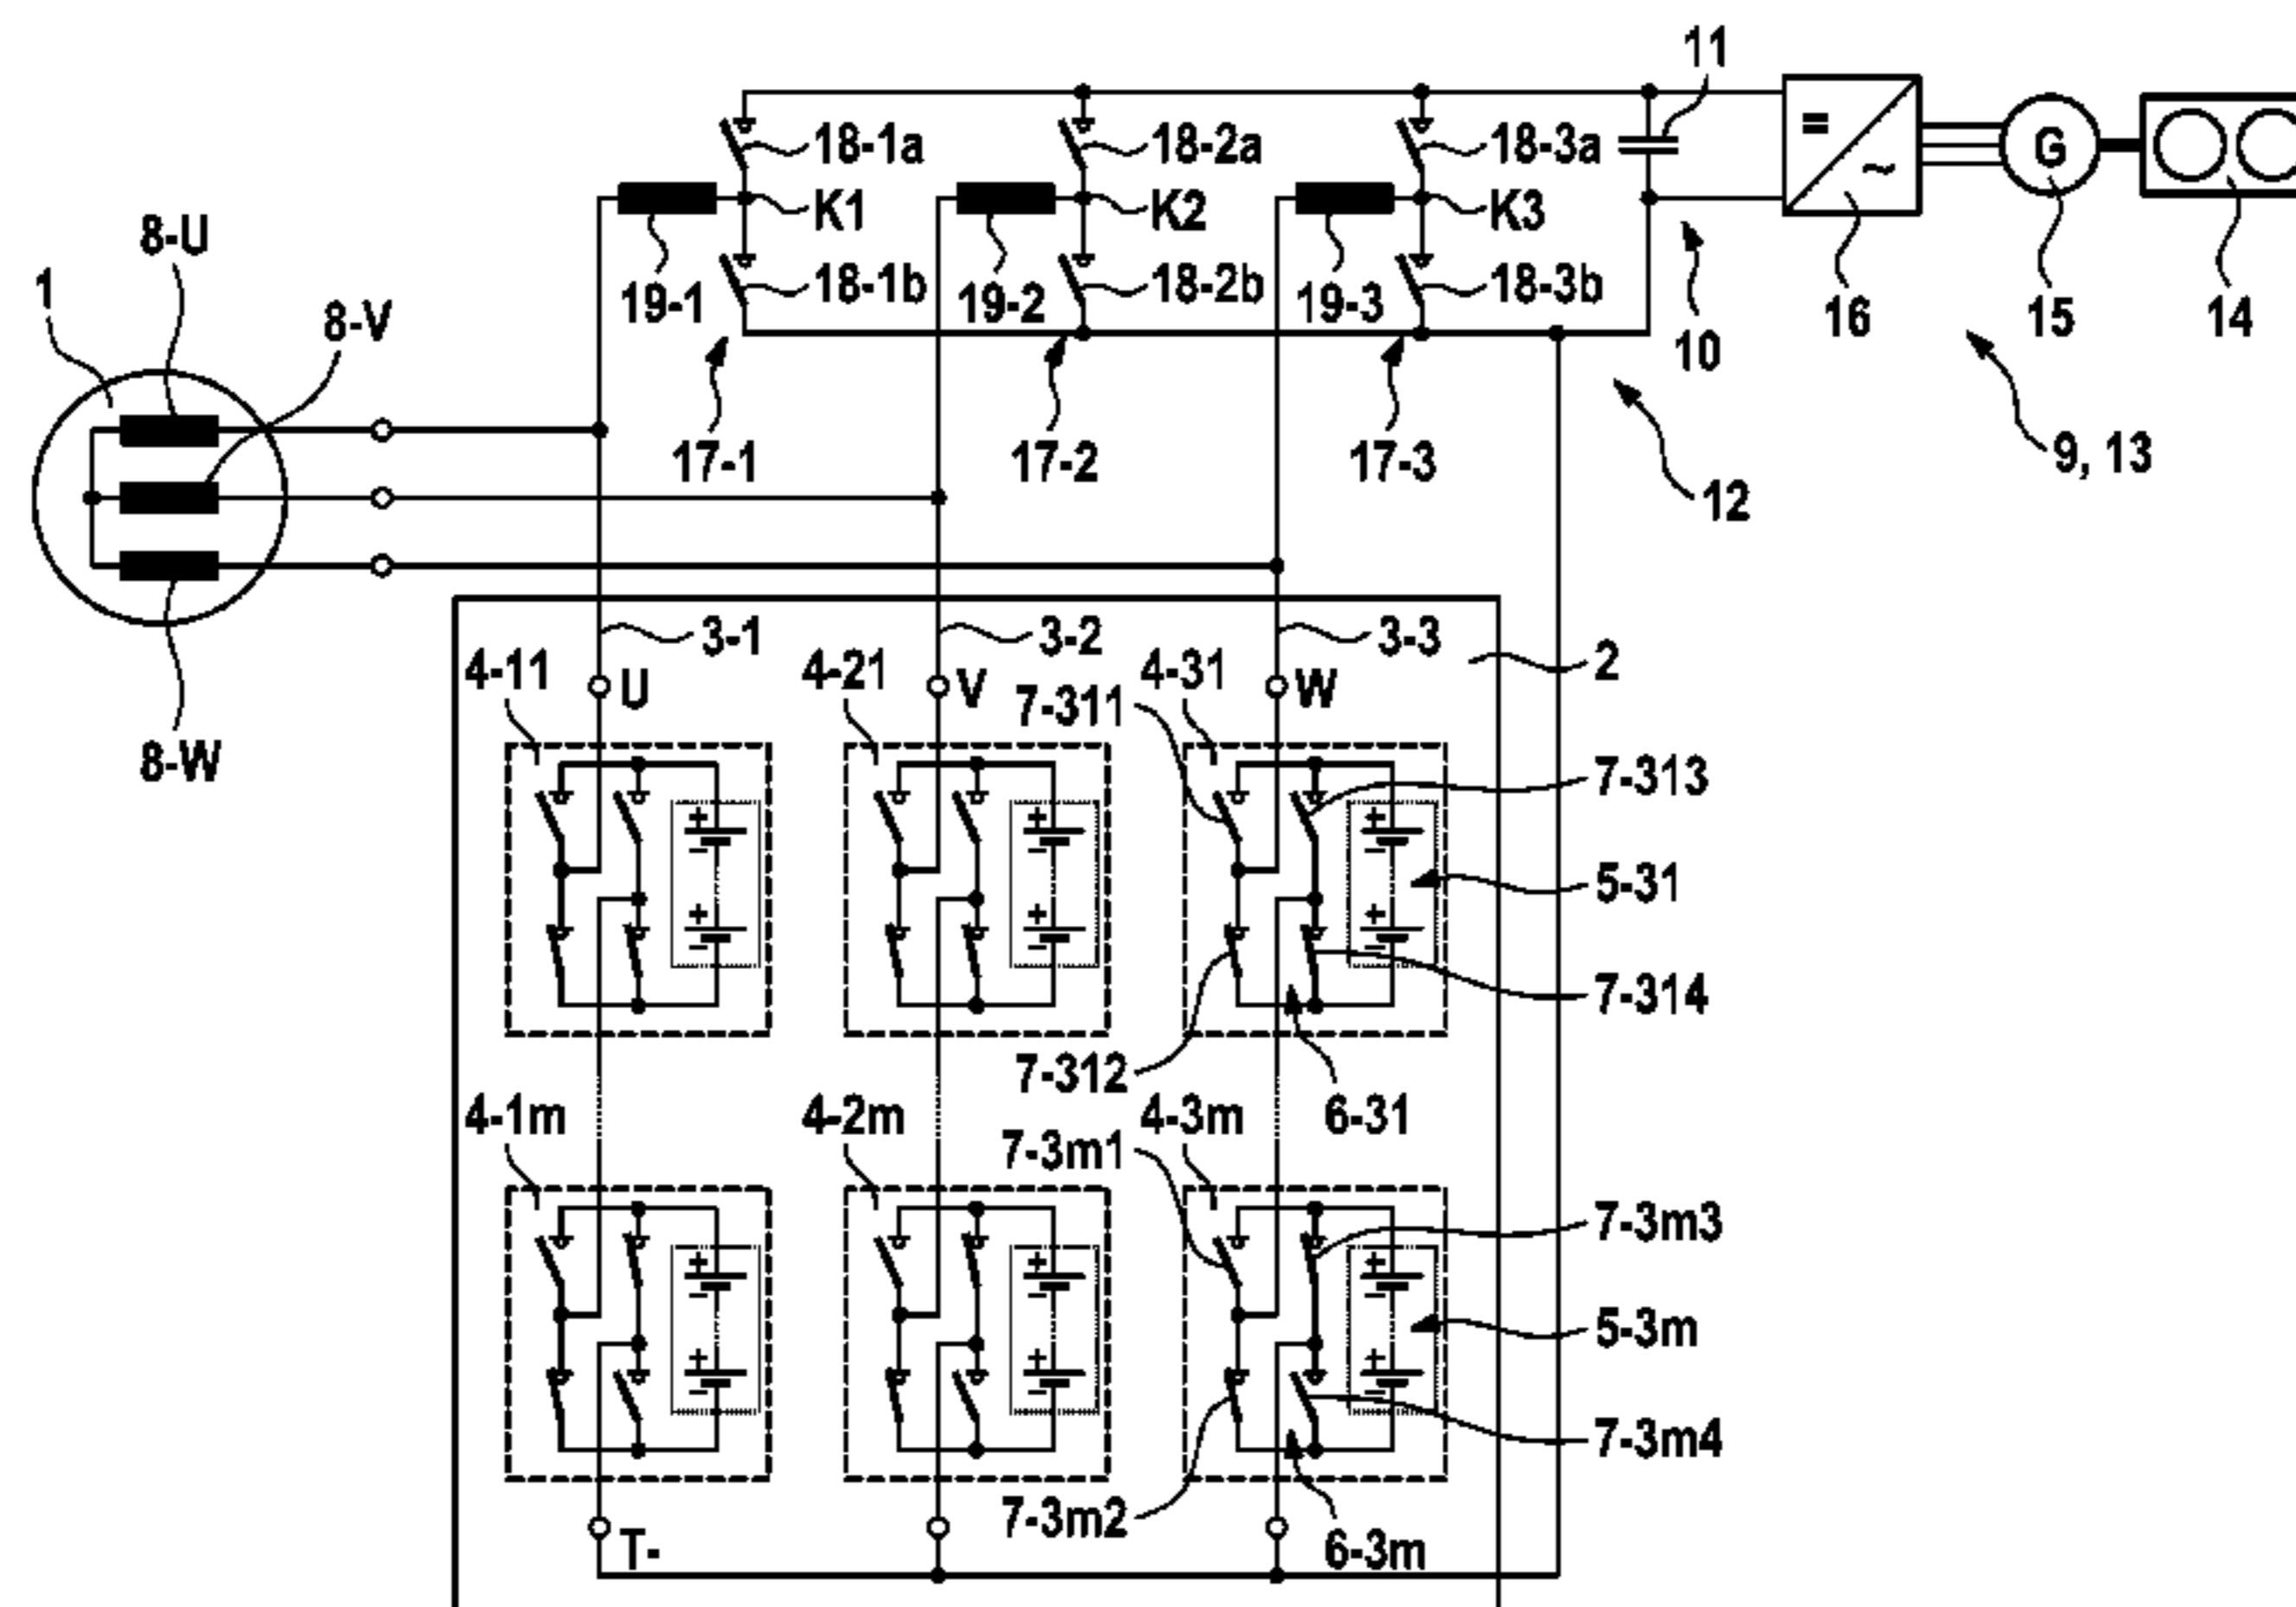 11
18-1a
18-2a
18-3a
=
~
G
K1
K2
K3
8-U
19-1
18-1b
19-2
18-2b
19-3
18-3b
16
15
14
1
8-V
10
17-1
17-2
17-3
9, 13
12
3-1
3-2
3-3
2
4-11
U
4-21
V
4-31
W
7-311
8-W
7-313
+
-
+
-
+
-
5-31
+
-
+
-
+
-
7-314
7-312
4-1m
4-2m
4-3m
6-31
7-3m1
7-3m3
+
-
+
-
+
-
5-3m
+
-
+
-
+
-
7-3m4
7-3m2
T-
6-3m